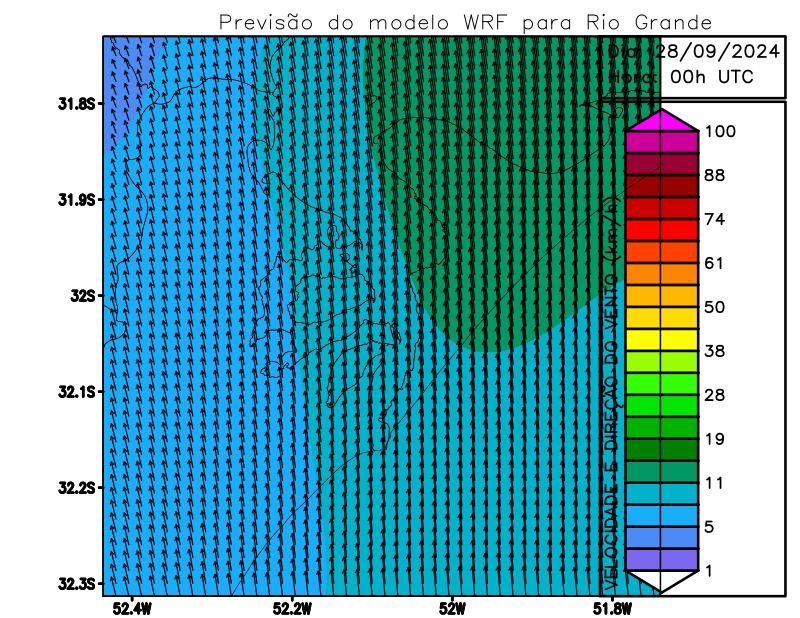 Previsão do modelo WRF para Rio Grande
Dia: 28/09/2024
Hora: 00h UTC
31.8S
31.9S
32S
32.1S
32.2S
32.3S
52.4W
52.2W
52W
51.8W
VELOCIDADE E DIREÇÃO DO VENTO (km/h)
100
88
74
61
50
38
28
19
11
5
1